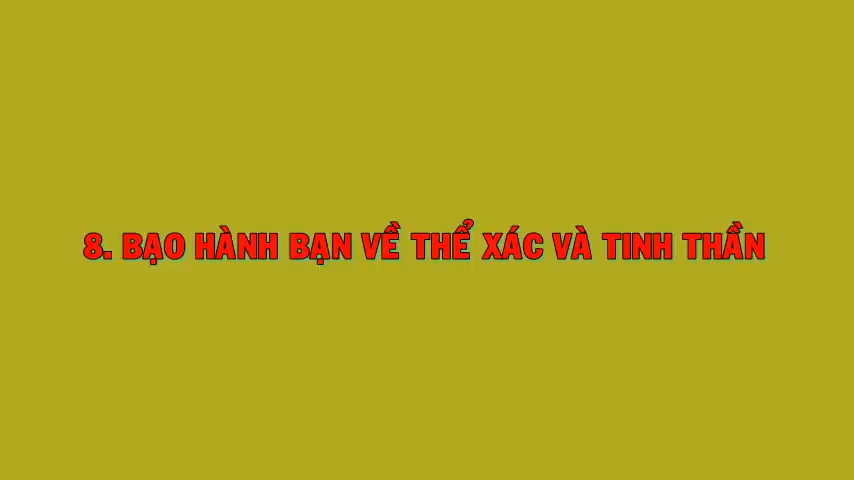 8. BẠO HÀNH BẠN VỀ THỂ XÁC VÀ TINH THẦN